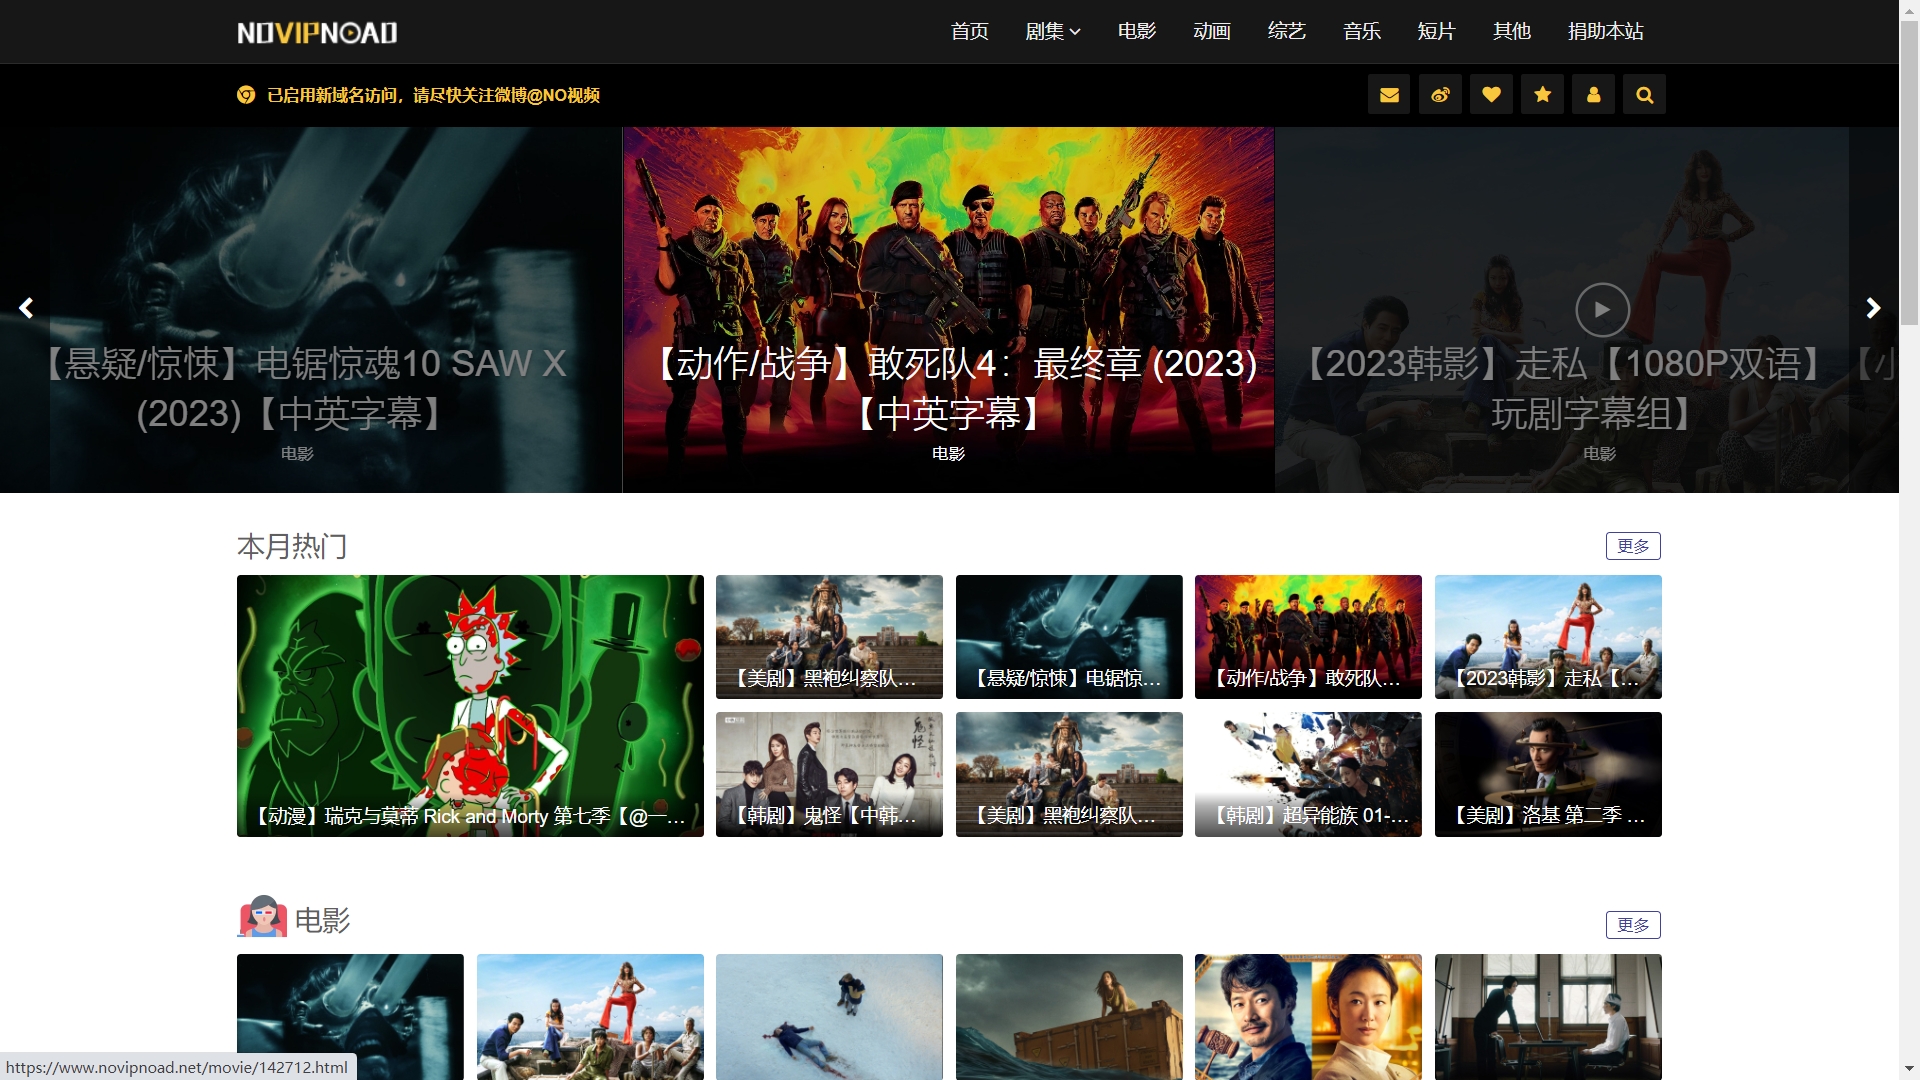 NOVIPNOAD
首页 剧集 电影 动画 综艺 音乐 短片 其他 捐助本站
已启用新域名访问，请尽快关注微博@NO视频
【悬疑/惊悚】电锯惊魂10 SAW X
(2023)【中英字幕】
电影
【动作/战争】敢死队4：最终章 (2023)
【中英字幕】
电影
【2023韩影】走私【1080P双语】【小
玩剧字幕组】
电影
本月热门
更多
【动漫】瑞克与莫蒂 Rick and Morty 第七季【@一…
【美剧】黑袍纠察队…
【悬疑/惊悚】电锯惊…
【动作/战争】敢死队…
【2023韩影】走私【…
鬼怪
【韩剧】鬼怪【中韩…
【美剧】黑袍纠察队…
【韩剧】超异能族 01-…
【美剧】洛基 第二季 …
电影
更多
https://www.novipnoad.net/movie/142712.html